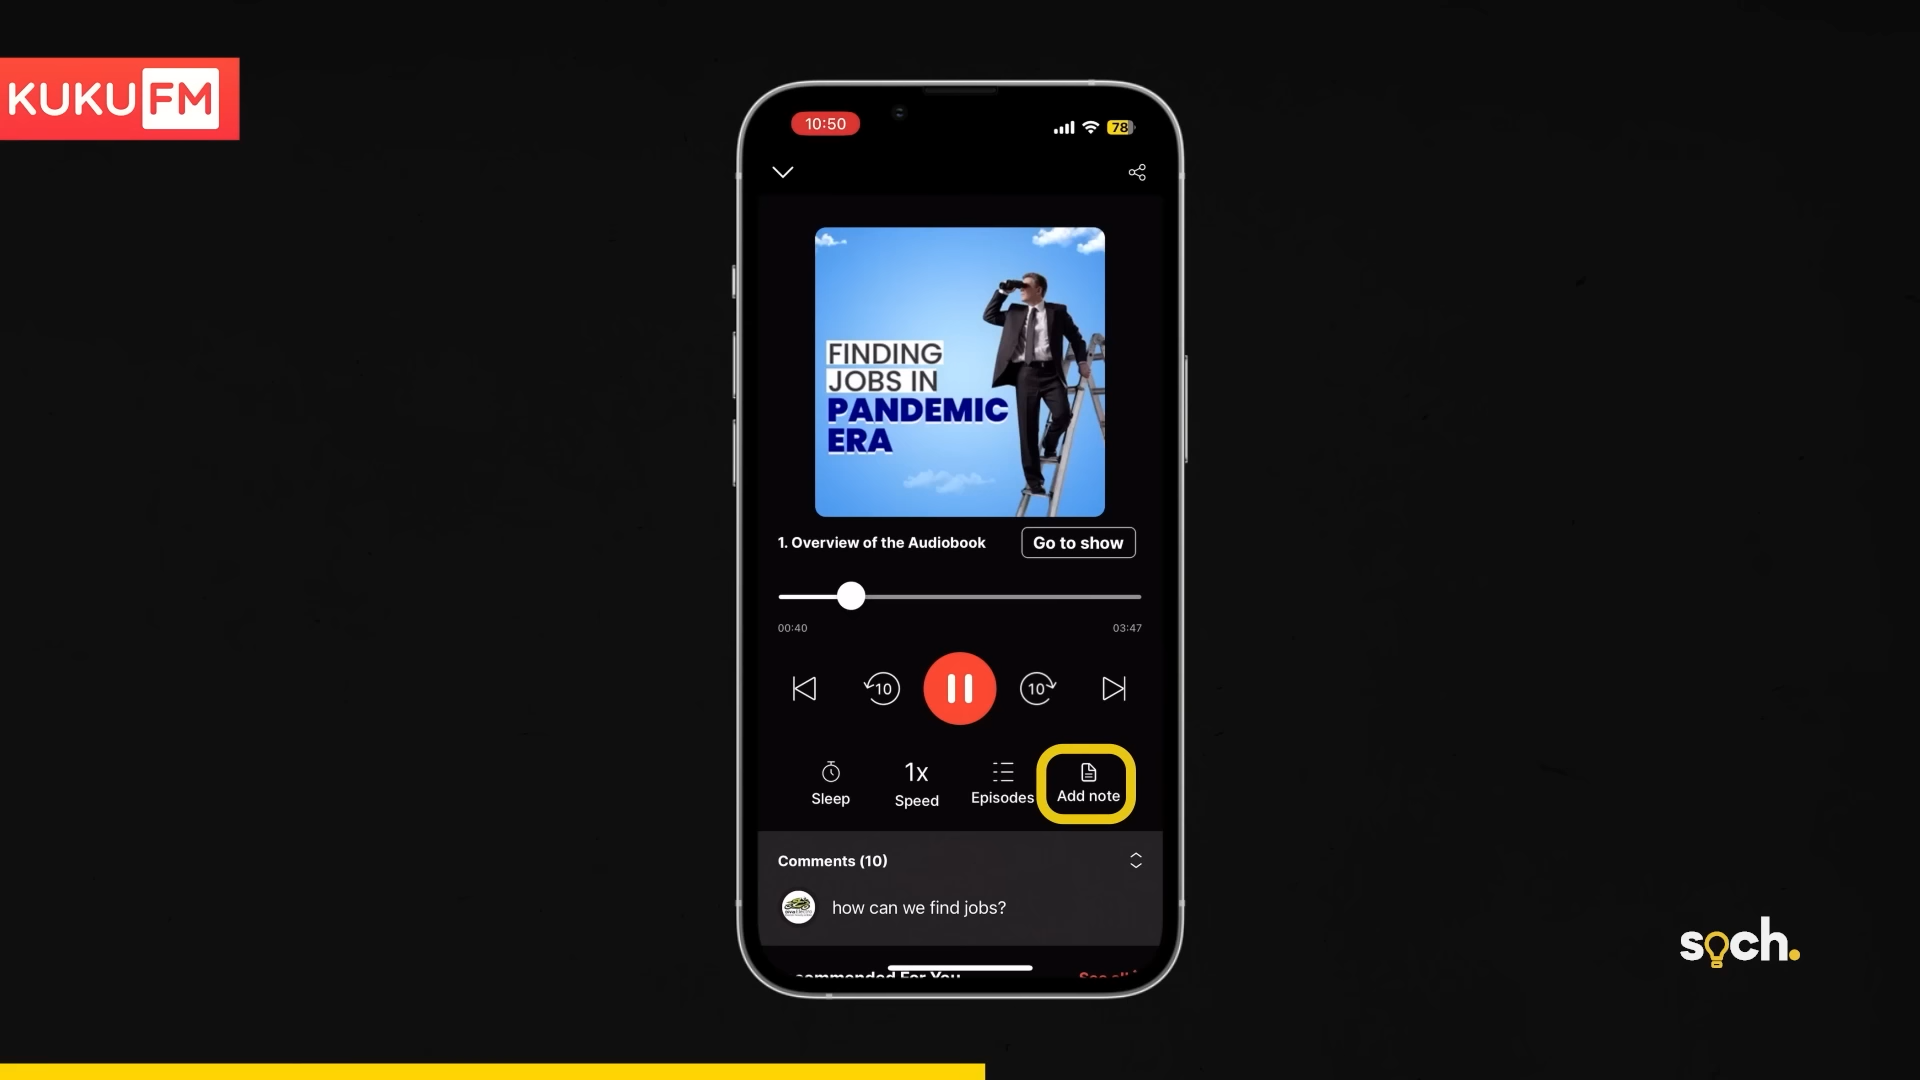 KUKU FM
10:50
78
FINDING
JOBS IN
PANDEMIC
ERA
1. Overview of the Audiobook
Go to show
00:40
03:47
10
10
Sleep
1x
Speed
Episodes
Add note
Comments (10)
how can we find jobs?
soch.